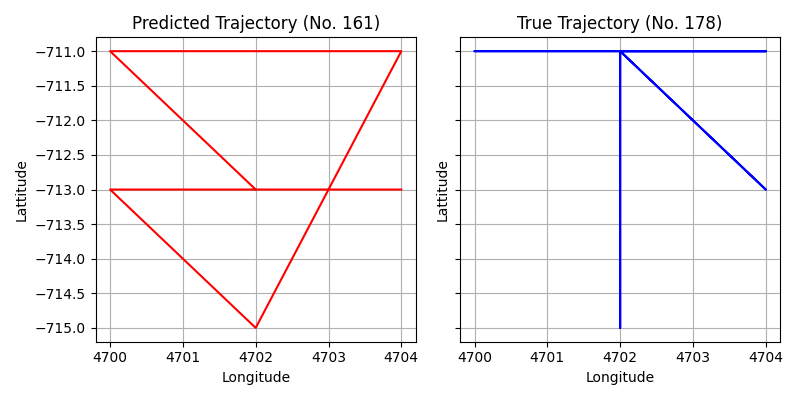 Predicted Trajectory (No. 161)
True Trajectory (No. 178)
−711.0
−711.5
−712.0
−712.5
−713.0
−713.5
−714.0
−714.5
−715.0
Lattitude
Lattitude
4700 4701 4702 4703 4704
4700 4701 4702 4703 4704
Longitude
Longitude